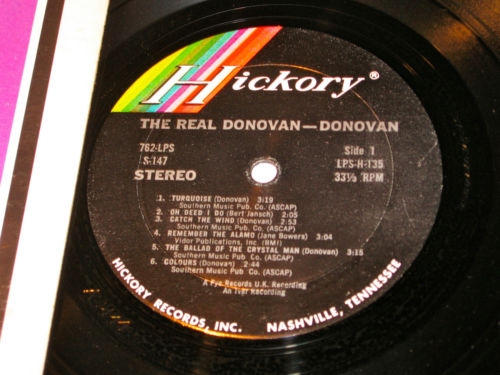 Hickory®
THE REAL DONOVAN—DONOVAN
762-LPS Side 1
S-147 LPS-H-135
STEREO 33⅓ RPM
1. TURQUOISE (Donovan) 3:19
Southern Music Pub. Co. (ASCAP)
2. OH DEED I DO (Bert Jansch) 2:05
3. CATCH THE WIND (Donovan) 2:53
Southern Music Pub. Co. (ASCAP)
4. REMEMBER THE ALAMO (Jane Bowers) 3:04
Vidor Publications, Inc (BMI)
5. THE BALLAD OF THE CRYSTAL MAN (Donovan) 3:15
Southern Music Pub. Co. (ASCAP)
6. COLOURS (Donovan) 2:44
Southern Music Pub. Co. (ASCAP)
A Pye Records U.K. Recording
An Recording
HICKORY RECORDS, INC. NASHVILLE, TENNESSEE